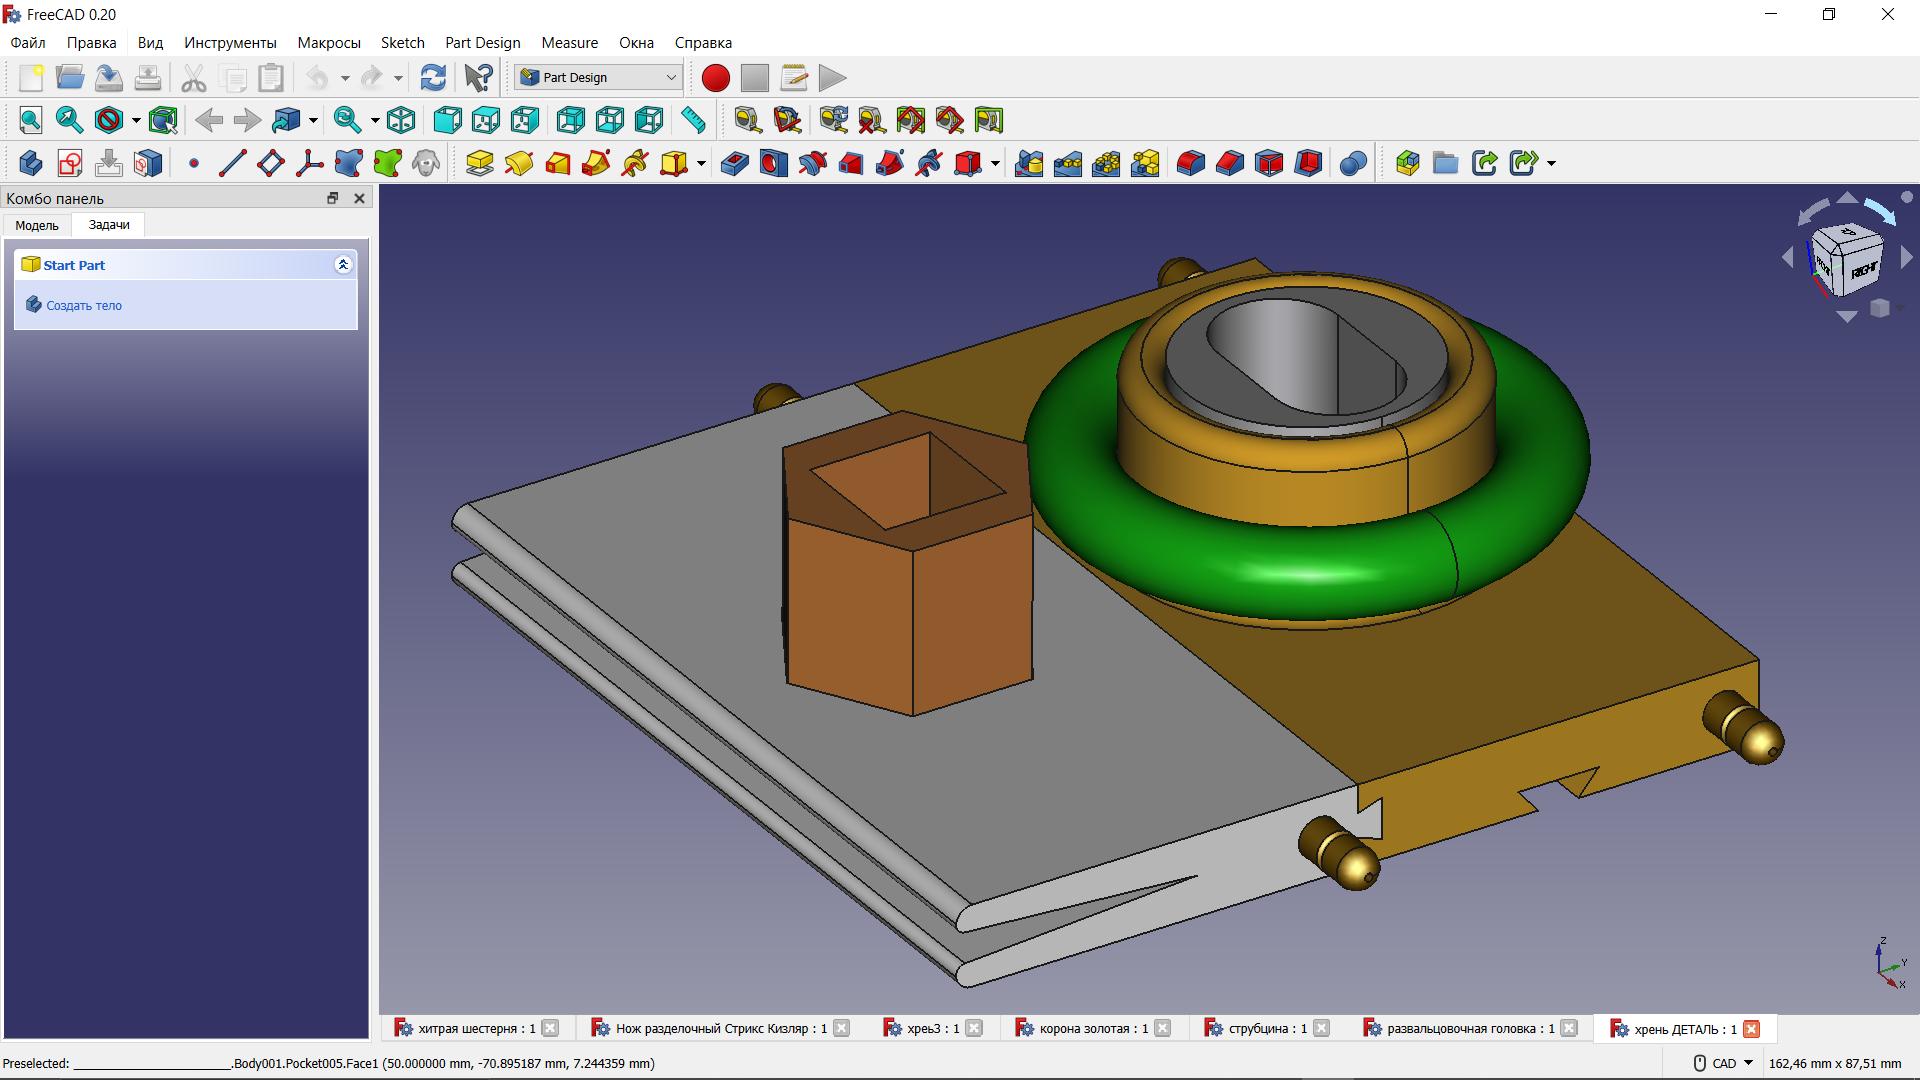 FreeCAD 0.20
Файл Правка Вид Инструменты Макросы Sketch Part Design Measure Окна Справка
Part Design
Комбо панель
Модель Задачи
Start Part
Создать тело
RIGHT
Z
Y
X
хитрая шестерня : 1 Нож разделочный Стрикс Кизляр : 1 хреь3 : 1 корона золотая : 1 струбцина : 1 развальцовочная головка : 1 хрень ДЕТАЛЬ : 1
Preselected: ___________________________.Body001.Pocket005.Face1 (50.000000 mm, -70.895187 mm, 7.244359 mm) CAD 162,46 mm x 87,51 mm